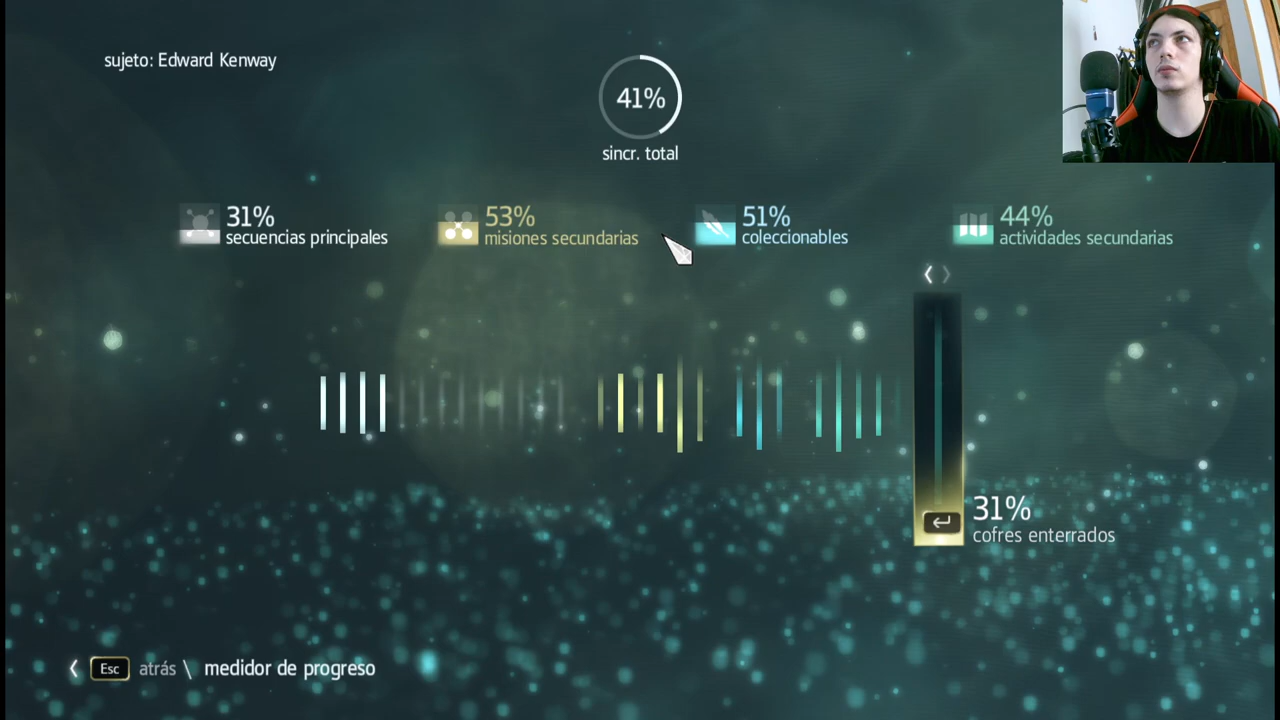 sujeto: Edward Kenway
41%
sincr. total
31%
secuencias principales
53%
misiones secundarias
51%
coleccionables
44%
actividades secundarias
31%
cofres enterrados
Esc atrás \ medidor de progreso